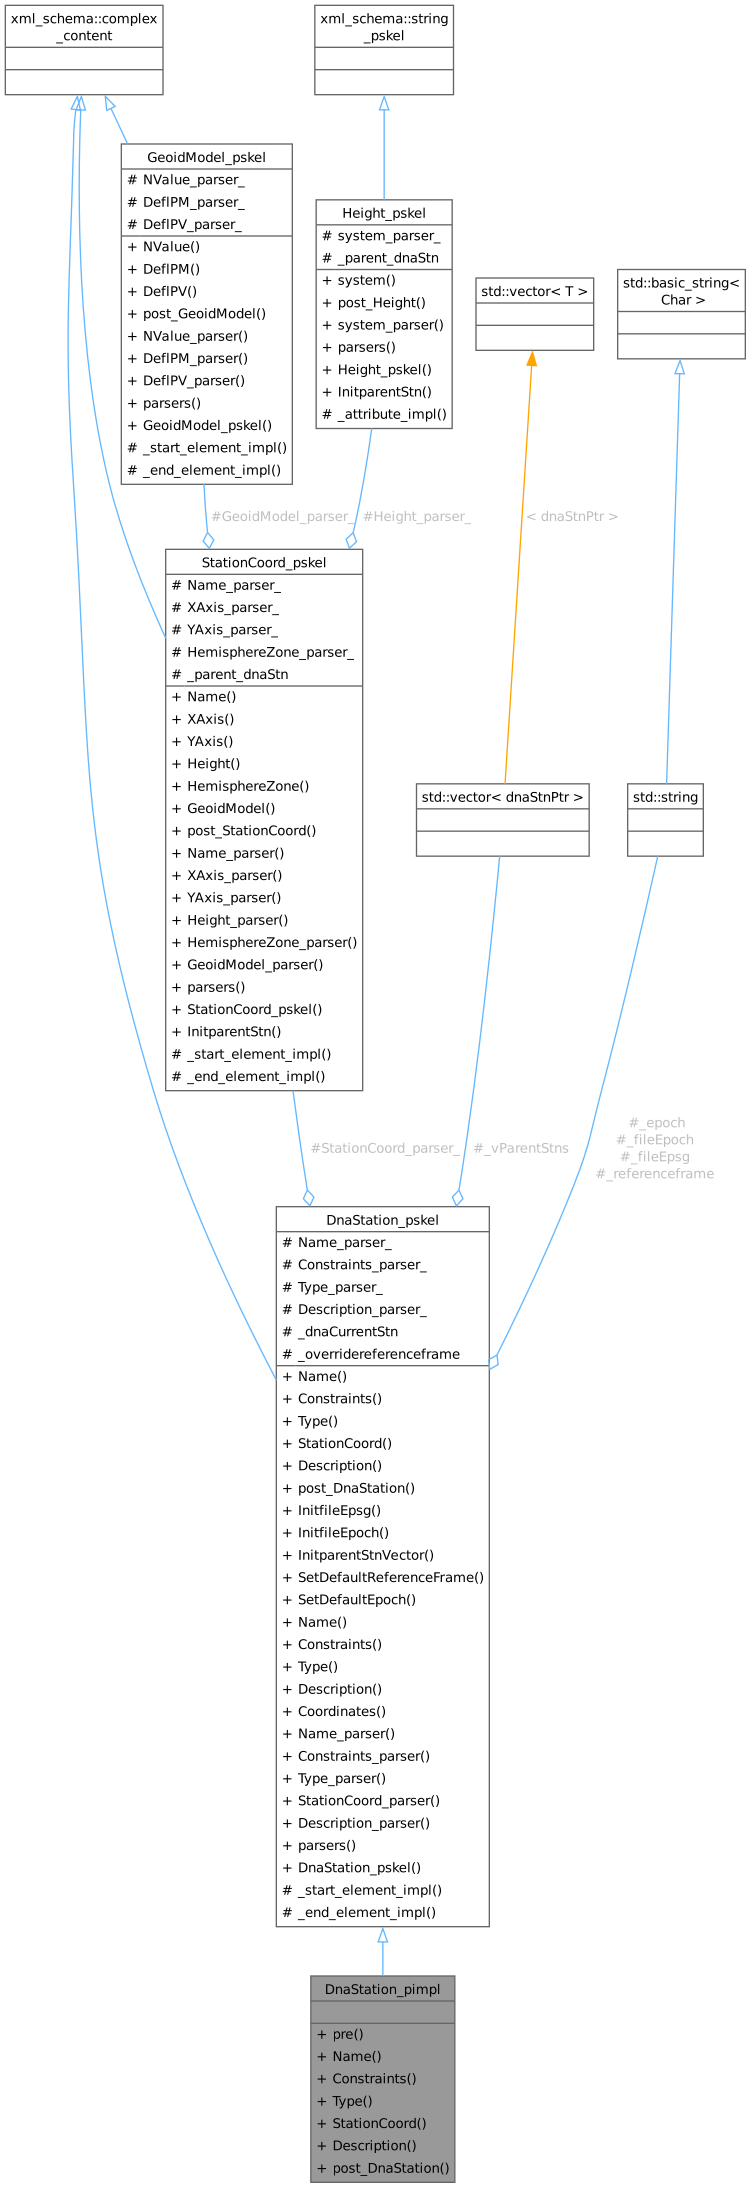 xml_schema::complex
_content
xml_schema::string
_pskel
GeoidModel_pskel
# NValue_parser_
# DeflPM_parser_
# DeflPV_parser_
+ NValue()
+ DeflPM()
+ DeflPV()
+ post_GeoidModel()
+ NValue_parser()
+ DeflPM_parser()
+ DeflPV_parser()
+ parsers()
+ GeoidModel_pskel()
# _start_element_impl()
# _end_element_impl()
Height_pskel
# system_parser_
# _parent_dnaStn
+ system()
+ post_Height()
+ system_parser()
+ parsers()
+ Height_pskel()
+ InitparentStn()
# _attribute_impl()
std::vector< T >
std::basic_string<
Char >
#GeoidModel_parser_
#Height_parser_
< dnaStnPtr >
StationCoord_pskel
# Name_parser_
# XAxis_parser_
# YAxis_parser_
# HemisphereZone_parser_
# _parent_dnaStn
+ Name()
+ XAxis()
+ YAxis()
+ Height()
+ HemisphereZone()
+ GeoidModel()
+ post_StationCoord()
+ Name_parser()
+ XAxis_parser()
+ YAxis_parser()
+ Height_parser()
+ HemisphereZone_parser()
+ GeoidModel_parser()
+ parsers()
+ StationCoord_pskel()
+ InitparentStn()
# _start_element_impl()
# _end_element_impl()
std::vector< dnaStnPtr >
std::string
#StationCoord_parser_
#_vParentStns
#_epoch
#_fileEpoch
#_fileEpsg
#_referenceframe
DnaStation_pskel
# Name_parser_
# Constraints_parser_
# Type_parser_
# Description_parser_
# _dnaCurrentStn
# _overridereferenceframe
+ Name()
+ Constraints()
+ Type()
+ StationCoord()
+ Description()
+ post_DnaStation()
+ InitfileEpsg()
+ InitfileEpoch()
+ InitparentStnVector()
+ SetDefaultReferenceFrame()
+ SetDefaultEpoch()
+ Name()
+ Constraints()
+ Type()
+ Description()
+ Coordinates()
+ Name_parser()
+ Constraints_parser()
+ Type_parser()
+ StationCoord_parser()
+ Description_parser()
+ parsers()
+ DnaStation_pskel()
# _start_element_impl()
# _end_element_impl()
DnaStation_pimpl
+ pre()
+ Name()
+ Constraints()
+ Type()
+ StationCoord()
+ Description()
+ post_DnaStation()